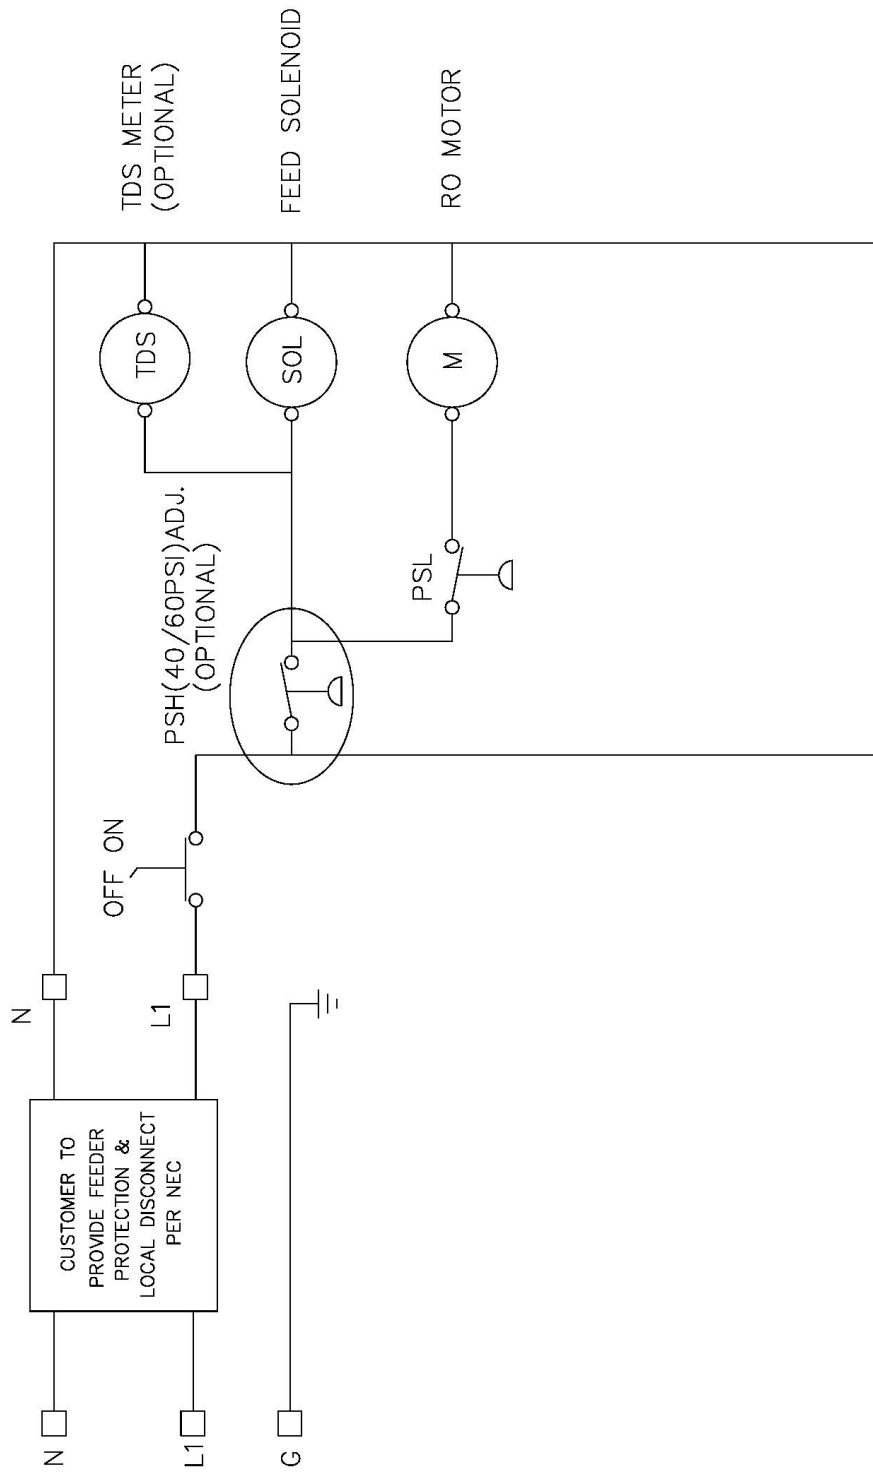 N
L1
G
CUSTOMER TO
PROVIDE FEEDER
PROTECTION &
LOCAL DISCONNECT
PER NEC
N
L1
OFF ON
PSH(40/60PSI)ADJ.
(OPTIONAL)
PSL
TDS
SOL
M
TDS METER
(OPTIONAL)
FEED SOLENOID
RO MOTOR